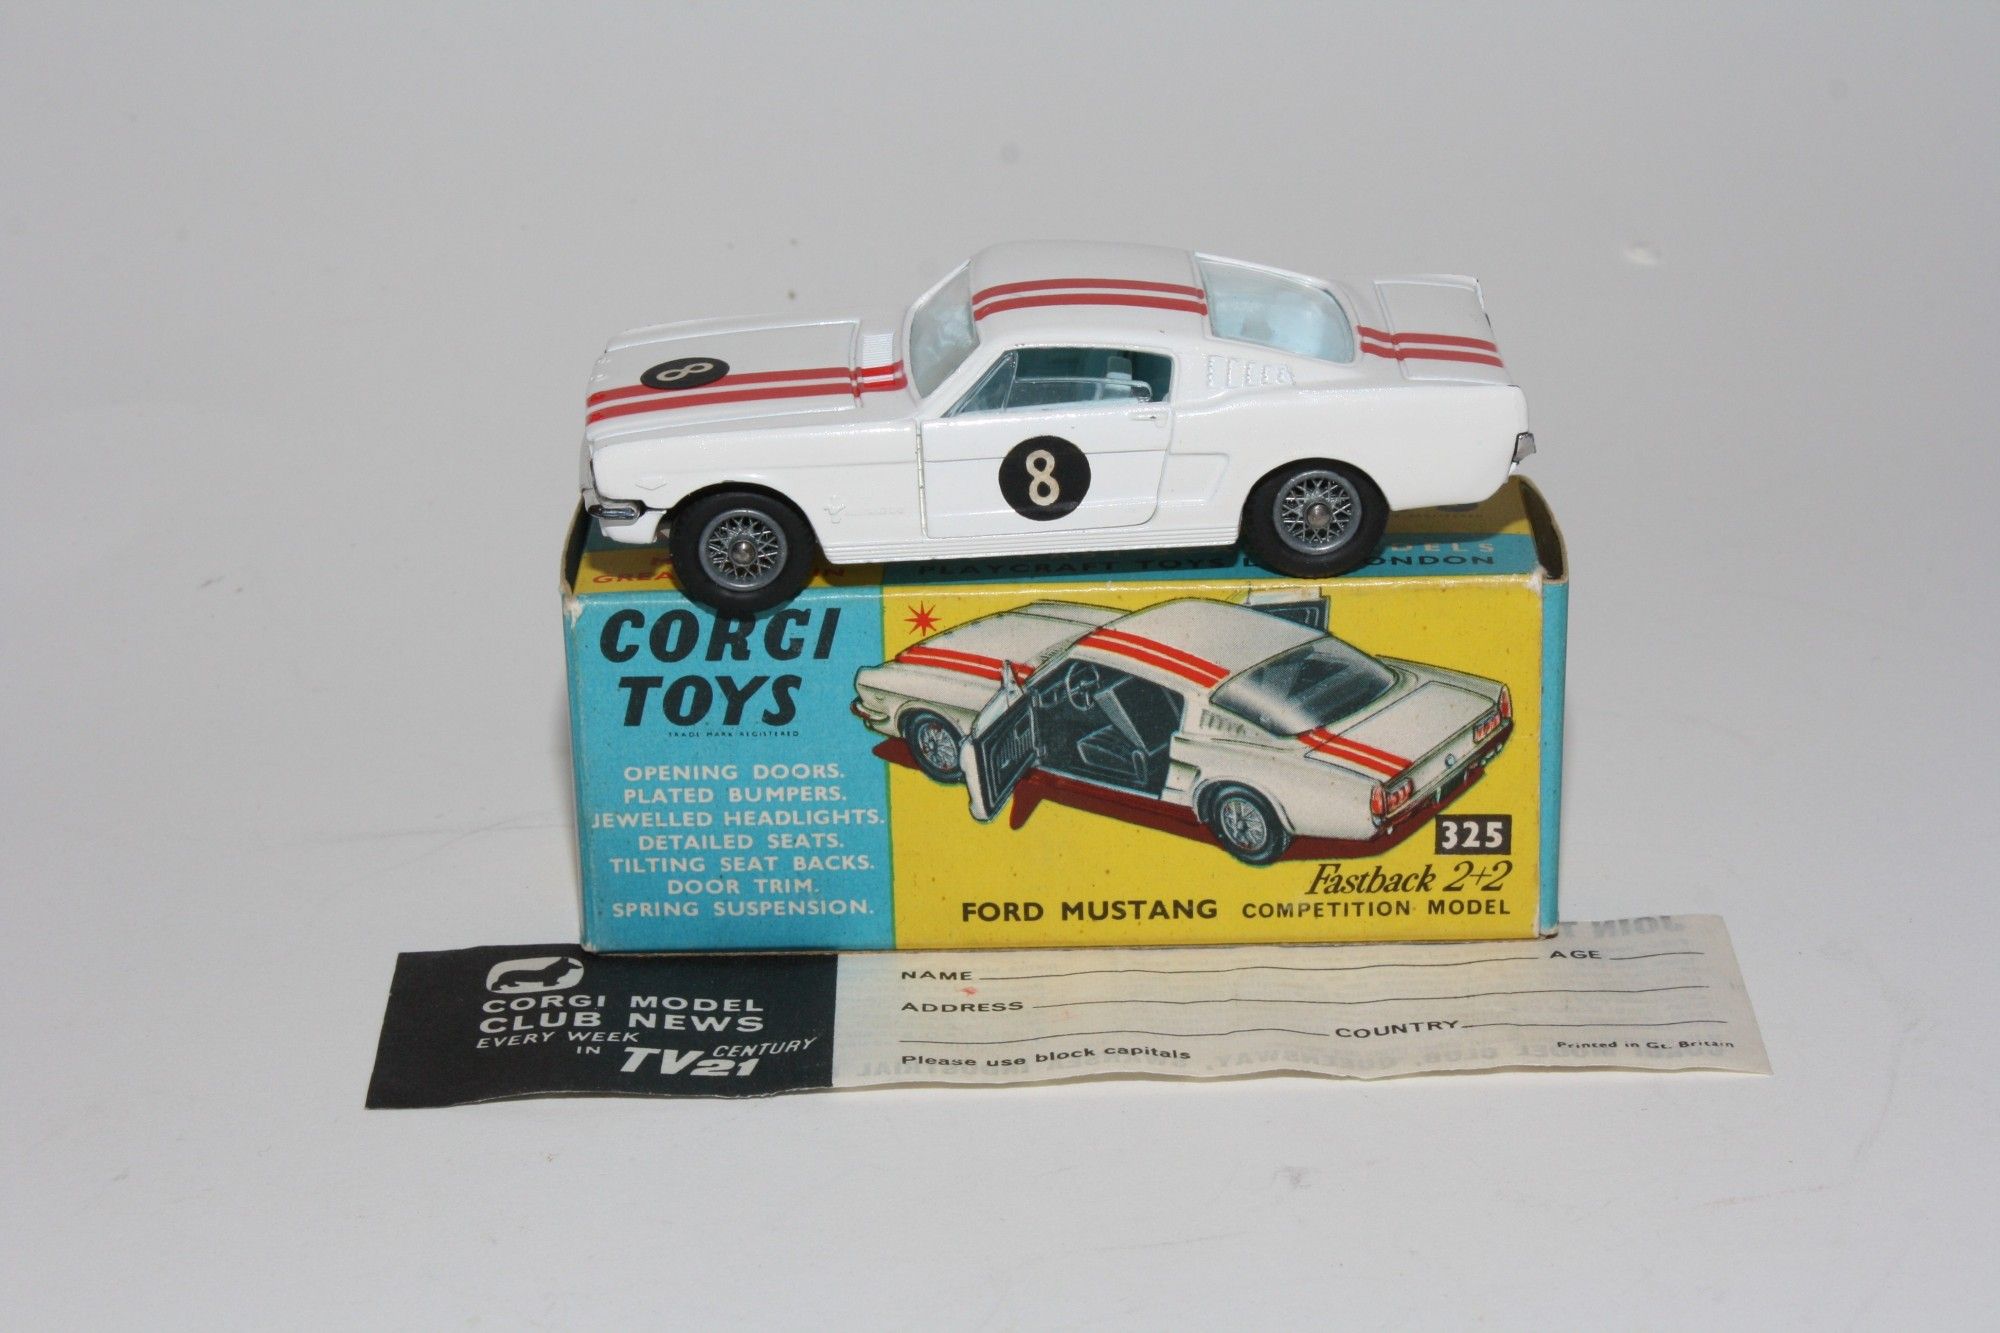 8
8
PLAYCRAFT TOYS
LONDON
CORGI
TOYS
TRADE MARK REGISTERED
OPENING DOORS.
PLATED BUMPERS.
JEWELLED HEADLIGHTS.
DETAILED SEATS.
TILTING SEAT BACKS.
DOOR TRIM.
SPRING SUSPENSION.
325
Fastback 2+2
FORD MUSTANG COMPETITION MODEL
CORGI MODEL
CLUB NEWS
EVERY WEEK
IN TV CENTURY
21
NAME AGE
ADDRESS
COUNTRY
Please use block capitals
Printed in Gt. Britain